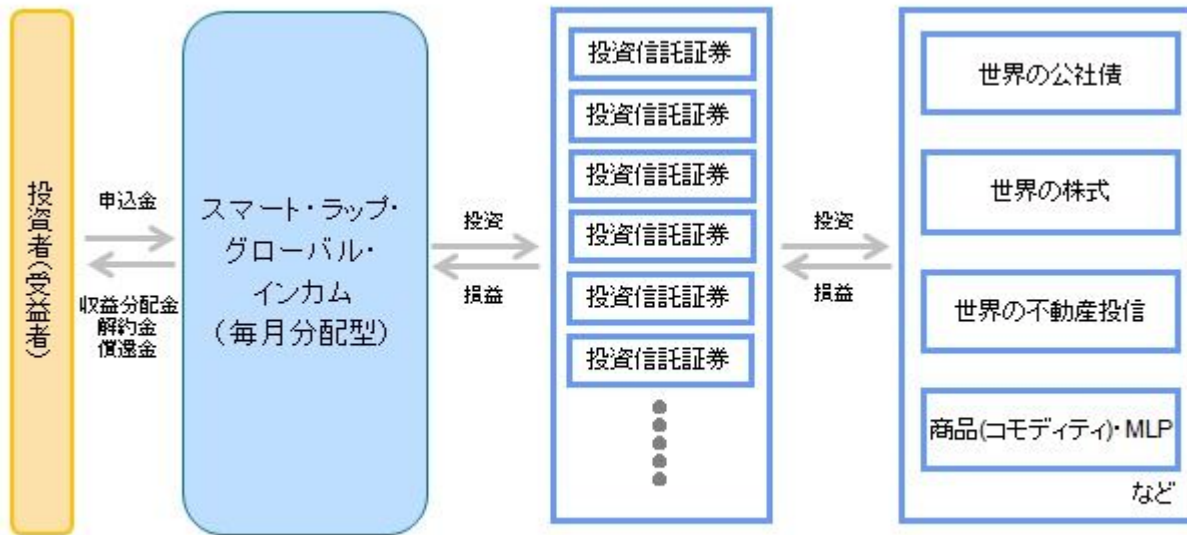 投資者(受益者)
申込金
収益分配金
解約金
償還金
スマート・ラップ・
グローバル・
インカム
(毎月分配型)
投資
損益
投資信託証券
投資信託証券
投資信託証券
投資信託証券
投資信託証券
投資信託証券
投資
損益
世界の公社債
世界の株式
世界の不動産投信
商品(コモディティ)・MLP
など